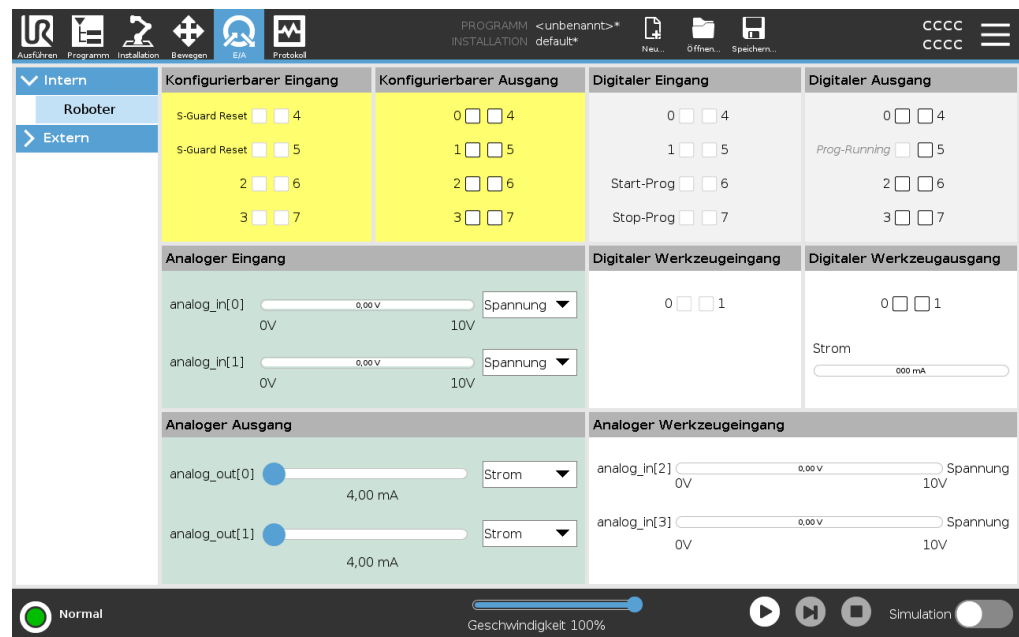 Ausführen Programm Installation Bewegen E/A Protokoll
PROGRAMM <unbenannt>*
INSTALLATION default*
Neu... Öffnen... Speichern...
CCCC
CCCC
Intern
Roboter
Extern
Konfigurierbarer Eingang
S-Guard Reset 4
S-Guard Reset 5
2 6
3 7
Konfigurierbarer Ausgang
0 4
1 5
2 6
3 7
Digitaler Eingang
0 4
1 5
Start-Prog 6
Stop-Prog 7
Digitaler Ausgang
0 4
Prog-Running 5
2 6
3 7
Analoger Eingang
analog_in[0] 0,00 V Spannung
0V 10V
analog_in[1] 0,00 V Spannung
0V 10V
Digitaler Werkzeugeingang
0 1
Digitaler Werkzeugausgang
0 1
Strom
000 mA
Analoger Ausgang
analog_out[0] Strom
4,00 mA
analog_out[1] Strom
4,00 mA
Analoger Werkzeugeingang
analog_in[2] 0,00 V Spannung
0V 10V
analog_in[3] 0,00 V Spannung
0V 10V
Normal
Geschwindigkeit 100%
Simulation